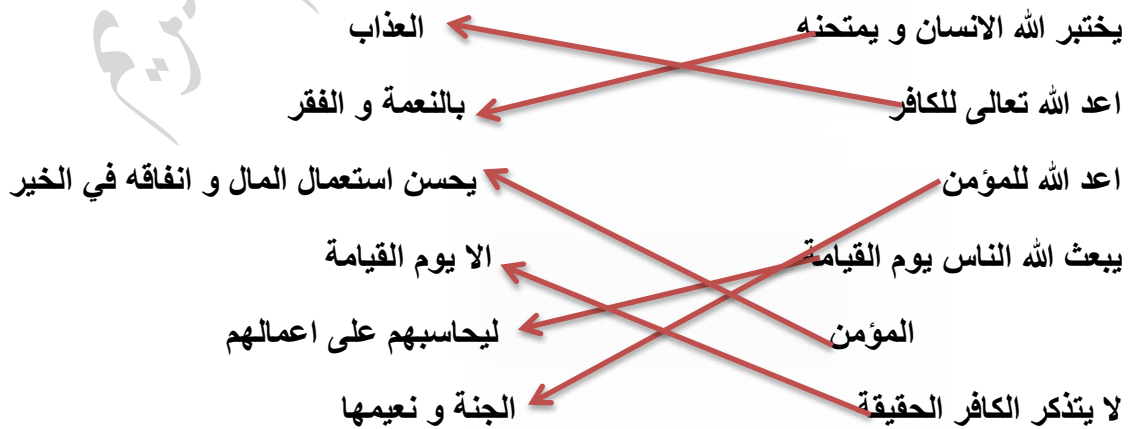 يختبر الله الانسان و يمتحنه العذاب
اعد الله تعالى للكافر بالنعمة و الفقر
اعد الله للمؤمن يحسن استعمال المال و انفاقه في الخير
يبعث الله الناس يوم القيامة الا يوم القيامة
المؤمن ليحاسبهم على اعمالهم
لا يتذكر الكافر الحقيقة الجنة و نعيمها